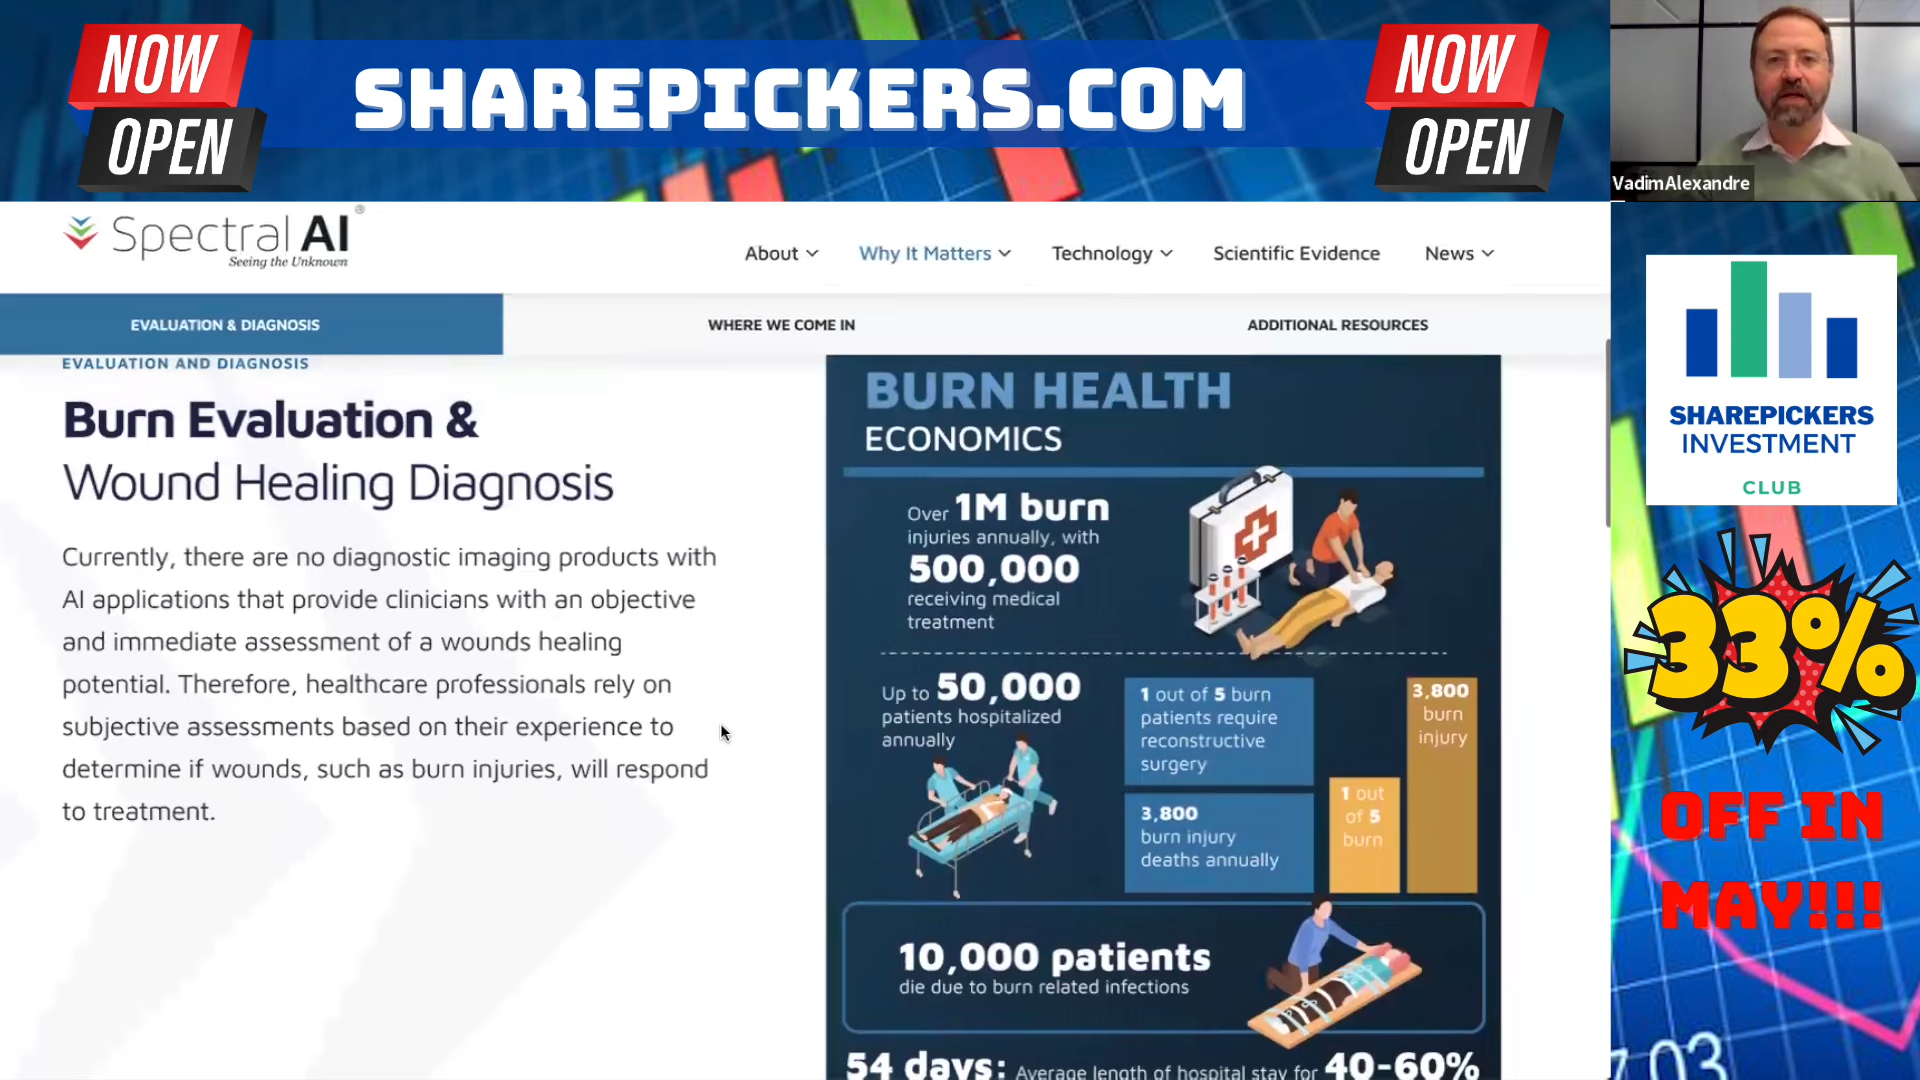 NOW
OPEN
SHAREPICKERS.COM
NOW
OPEN
VadimAlexandre
Spectral AI®
Seeing the Unknown
About
Why It Matters
Technology
Scientific Evidence
News
EVALUATION & DIAGNOSIS
WHERE WE COME IN
ADDITIONAL RESOURCES
EVALUATION AND DIAGNOSIS
Burn Evaluation &
Wound Healing Diagnosis
Currently, there are no diagnostic imaging products with
AI applications that provide clinicians with an objective
and immediate assessment of a wounds healing
potential. Therefore, healthcare professionals rely on
subjective assessments based on their experience to
determine if wounds, such as burn injuries, will respond
to treatment.
BURN HEALTH
ECONOMICS
Over 1M burn
injuries annually, with
500,000
receiving medical
treatment
Up to 50,000
patients hospitalized
annually
1 out of 5 burn
patients require
reconstructive
surgery
3,800
burn injury
deaths annually
1 out
of 5
burn
3,800
burn
injury
10,000 patients
die due to burn related infections
54 days: Average length of hospital stay for 40-60%
SHAREPICKERS
INVESTMENT
CLUB
33%
OFF IN
MAY!!!
7.03